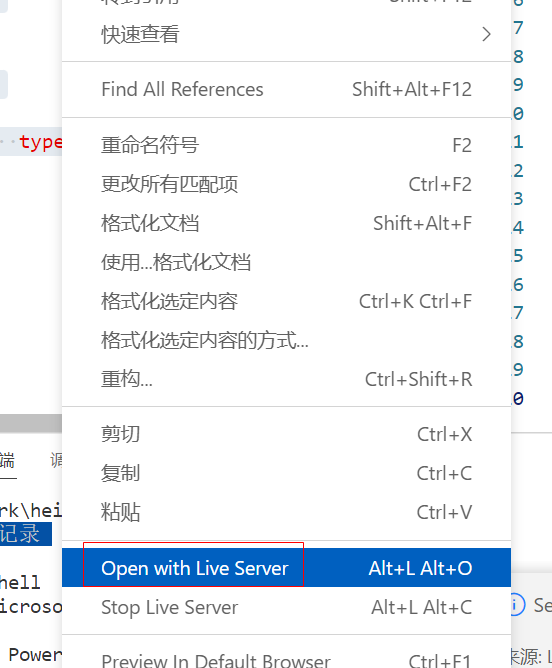 快速查看
Find All References Shift+Alt+F12
type
重命名符号 F2
更改所有匹配项 Ctrl+F2
格式化文档 Shift+Alt+F
使用...格式化文档
格式化选定内容 Ctrl+K Ctrl+F
格式化选定内容的方式...
重构... Ctrl+Shift+R
剪切 Ctrl+X
复制 Ctrl+C
粘贴 Ctrl+V
Open with Live Server Alt+L Alt+O
Stop Live Server Alt+L Alt+C
Preview In Default Browser Ctrl+F1
7
8
9
0
1
2
3
4
5
6
7
8
9
0
端 调
rk\hei
记录
hell
icroso
Power
Se
来源: L